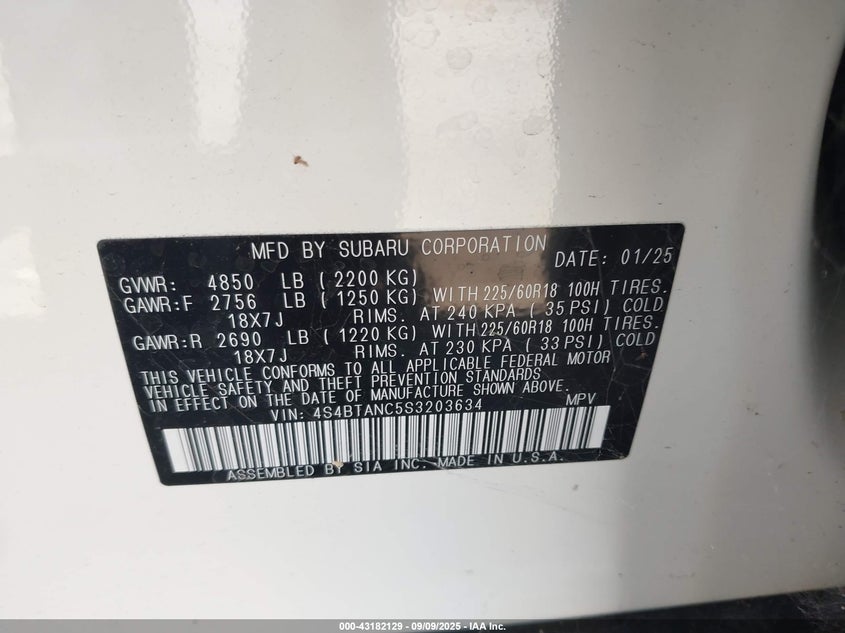 MFD BY SUBARU CORPORATION DATE: 01/25
GVWR: 4850 LB (2200 KG)
GAWR:F 2756 LB (1250 KG) WITH 225/60R18 100H TIRES.
18X7J RIMS. AT 240 KPA (35 PSI) COLD
GAWR:R 2690 LB (1220 KG) WITH 225/60R18 100H TIRES.
18X7J RIMS. AT 230 KPA (33 PSI) COLD
THIS VEHICLE CONFORMS TO ALL APPLICABLE FEDERAL MOTOR
VEHICLE SAFETY AND THEFT PREVENTION STANDARDS
IN EFFECT ON THE DATE OF MANUFACTURE SHOWN ABOVE.
VIN: 4S4BTANC5S3203634 MPV
ASSEMBLED BY SIA INC. MADE IN U.S.A.
000-43182129 - 09/09/2025 - IAA Inc.